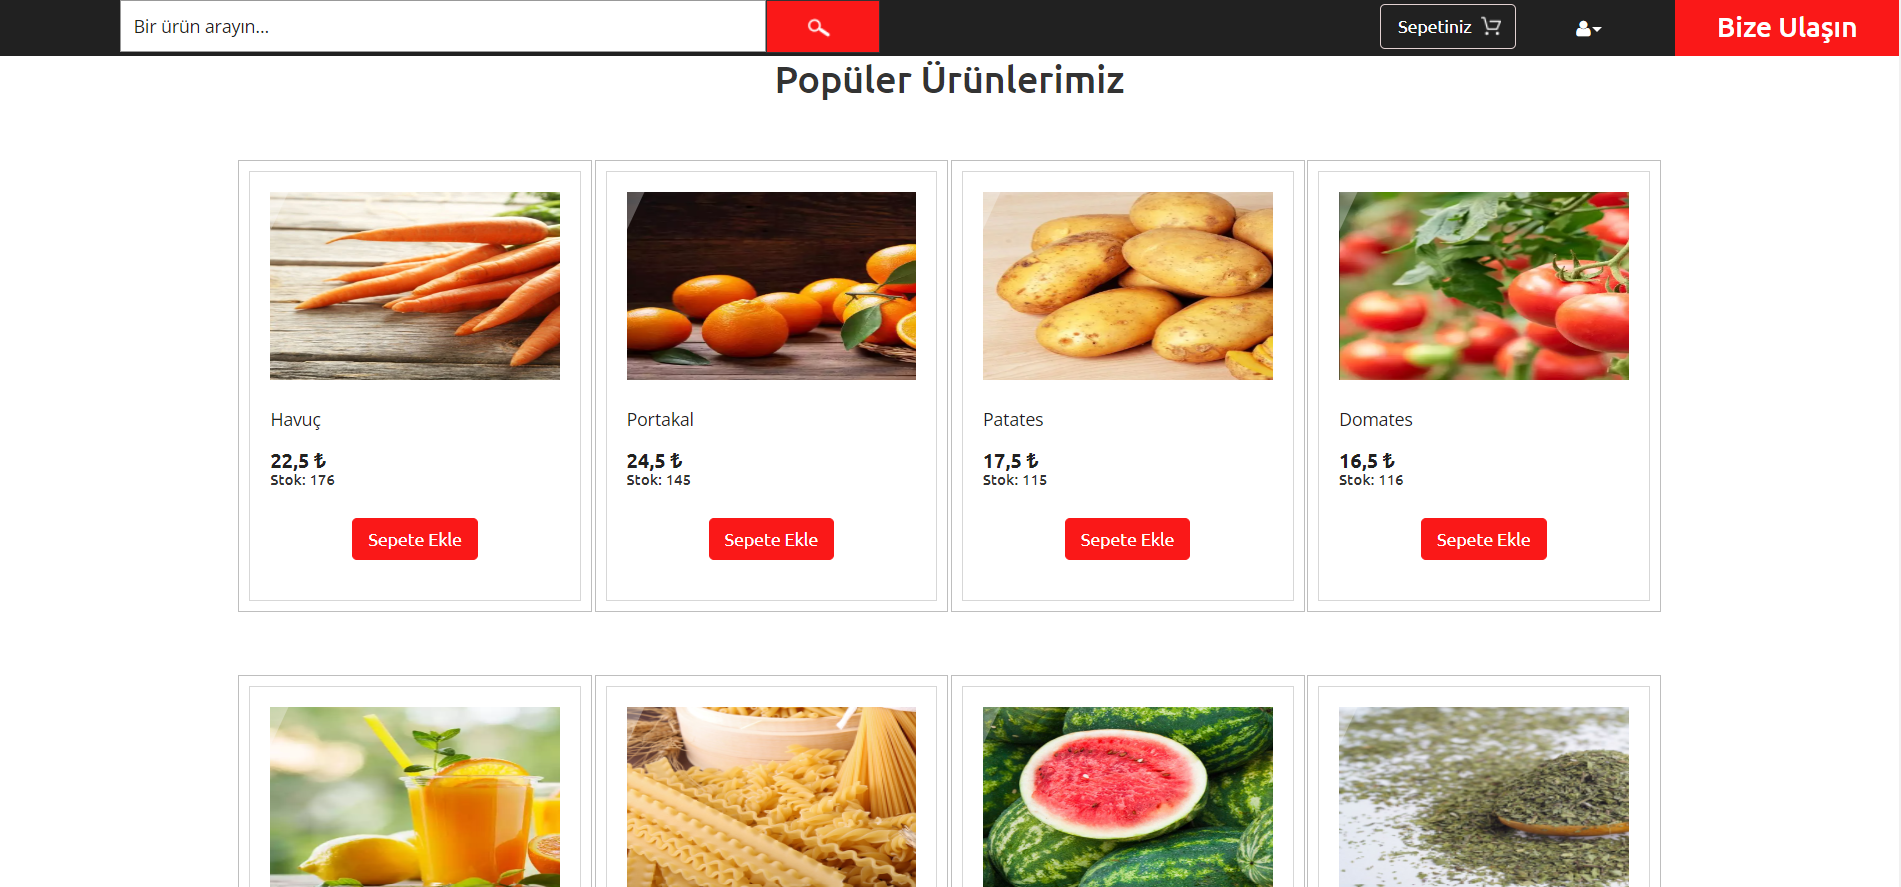 Bir ürün arayın...
Sepetiniz
Bize Ulaşın
Popüler Ürünlerimiz
Havuç
22,5 ₺
Stok: 176
Sepete Ekle
Portakal
24,5 ₺
Stok: 145
Sepete Ekle
Patates
17,5 ₺
Stok: 115
Sepete Ekle
Domates
16,5 ₺
Stok: 116
Sepete Ekle